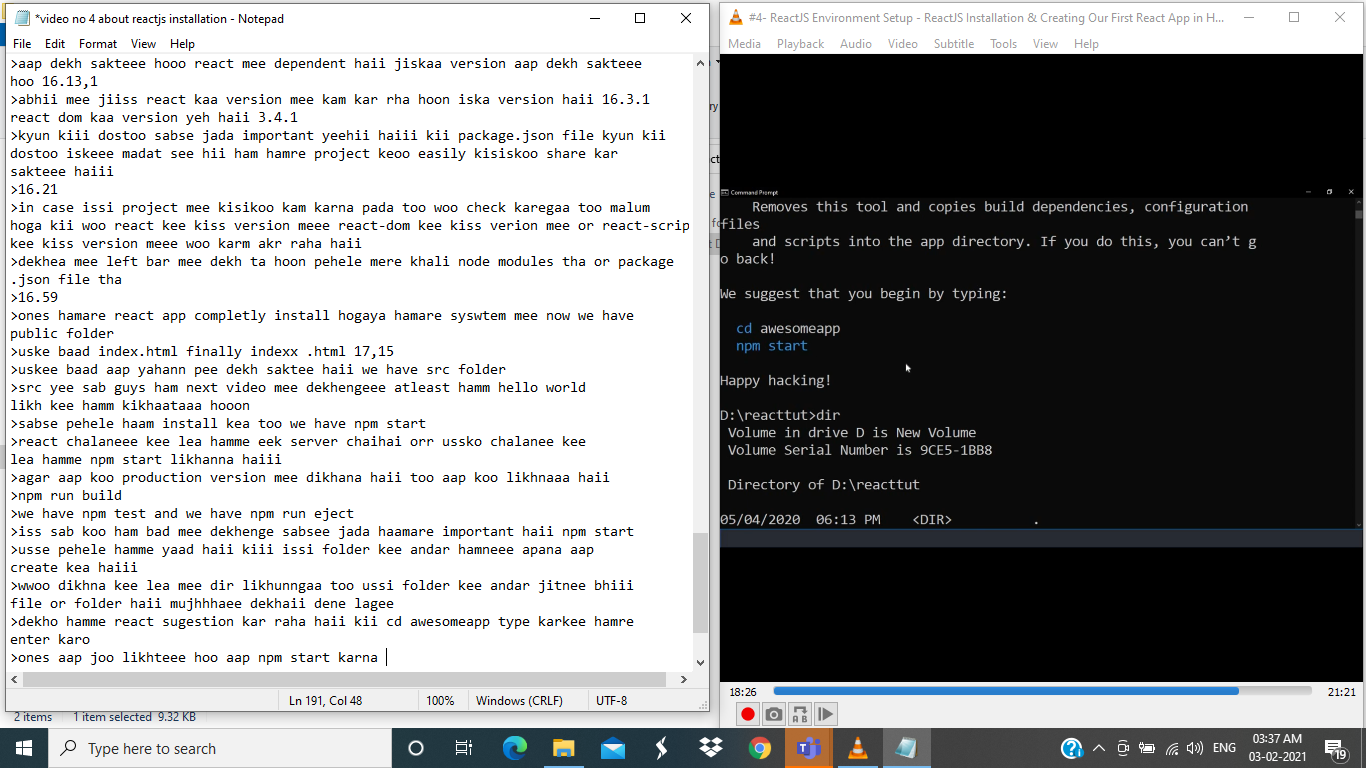 *video no 4 about reactjs installation - Notepad
File Edit Format View Help
>aap dekh sakteee hooo react mee dependent haii jiskaa version aap dekh sakteee
hoo 16.13,1
>abhii mee jiiss react kaa version mee kam kar rha hoon iska version haii 16.3.1
react dom kaa version yeh haii 3.4.1
>kyun kiii dostoo sabse jada important yeehii haiii kii package.json file kyun kii
dostoo iskeee madat see hii ham hamre project keoo easily kisiskoo share kar
sakteee haiii
>16.21
>in case issi project mee kisikoo kam karna pada too woo check karegaa too malum
hoga kii woo react kee kiss version meee react-dom kee kiss verion mee or react-scrip
kee kiss version meee woo karm akr raha haii
>dekhea mee left bar mee dekh ta hoon pehele mere khali node modules tha or package
.json file tha
>16.59
>ones hamare react app completly install hogaya hamare syswtem mee now we have
public folder
>uske baad index.html finally indexx .html 17,15
>uskee baad aap yahann pee dekh saktee haii we have src folder
>src yee sab guys ham next video mee dekhengeee atleast hamm hello world
likh kee hamm kikhaataaa hooon
>sabse pehele haam install kea too we have npm start
>react chalaneee kee lea hamme eek server chaihai orr ussko chalanee kee
lea hamme npm start likhanna haiii
>agar aap koo production version mee dikhana haii too aap koo likhnaaa haii
>npm run build
>we have npm test and we have npm run eject
>iss sab koo ham bad mee dekhenge sabsee jada haamare important haii npm start
>usse pehele hamme yaad haii kiii issi folder kee andar hamneee apana aap
create kea haiii
>wwoo dikhna kee lea mee dir likhunngaa too ussi folder kee andar jitnee bhiii
file or folder haii mujhhhaee dekhaii dene lagee
>dekho hamme react sugestion kar raha haii kii cd awesomeapp type karkee hamre
enter karo
>ones aap joo likhteee hoo aap npm start karna
Ln 191, Col 48 100% Windows (CRLF) UTF-8
2 items 1 item selected 9.32 KB
#4- ReactJS Environment Setup - ReactJS Installation & Creating Our First React App in H...
Media Playback Audio Video Subtitle Tools View Help
Command Prompt
Removes this tool and copies build dependencies, configuration
files
and scripts into the app directory. If you do this, you can’t g
o back!
We suggest that you begin by typing:
cd awesomeapp
npm start
Happy hacking!
D:\reacttut>dir
Volume in drive D is New Volume
Volume Serial Number is 9CE5-1BB8
Directory of D:\reacttut
05/04/2020 06:13 PM <DIR> .
18:26 21:21
Type here to search
ENG
03:37 AM
03-02-2021
19